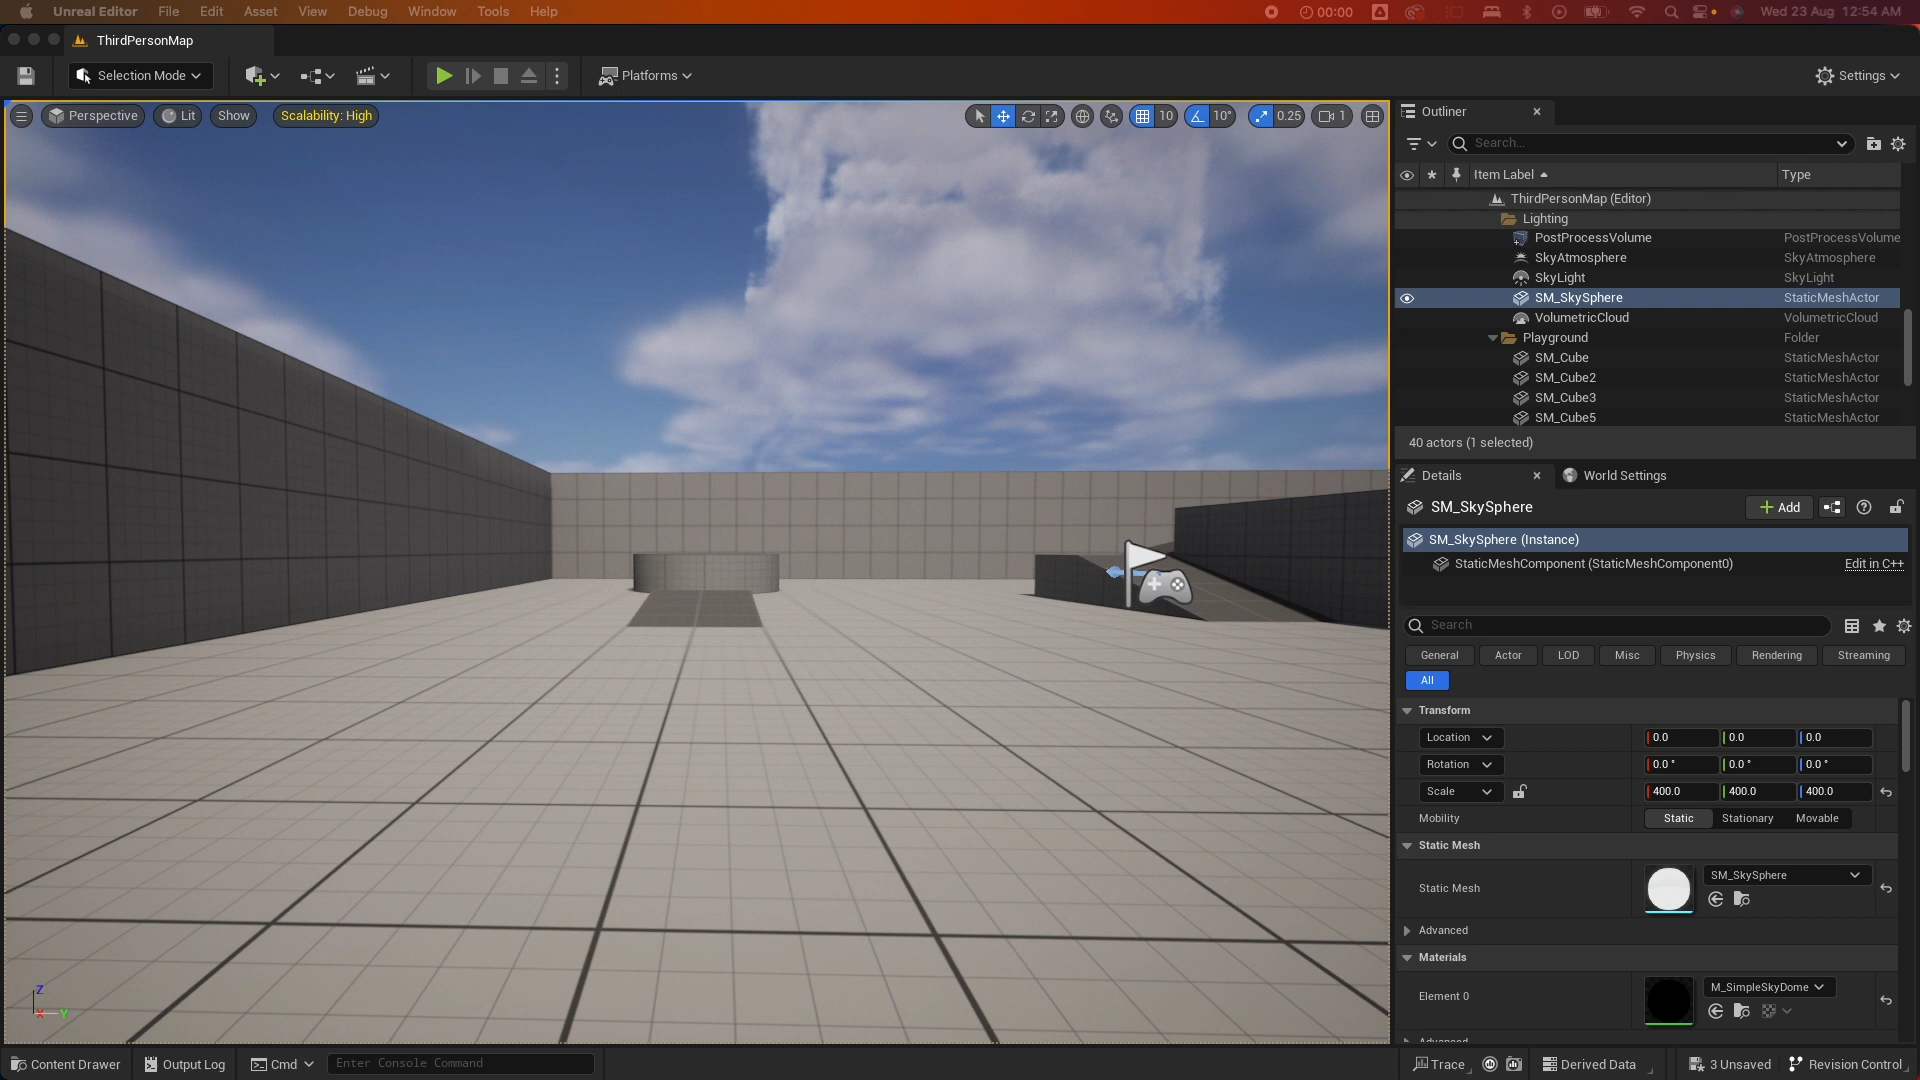 Unreal Editor File Edit Asset View Debug Window Tools Help 00:00 Wed 23 Aug 12:54 AM
ThirdPersonMap
Selection Mode Platforms Settings
Perspective Lit Show Scalability: High 10 10° 0.25 1
Outliner
Search...
Item Label Type
ThirdPersonMap (Editor)
Lighting
PostProcessVolume PostProcessVolume
SkyAtmosphere SkyAtmosphere
SkyLight SkyLight
SM_SkySphere StaticMeshActor
VolumetricCloud VolumetricCloud
Playground Folder
SM_Cube StaticMeshActor
SM_Cube2 StaticMeshActor
SM_Cube3 StaticMeshActor
SM_Cube5 StaticMeshActor
40 actors (1 selected)
Details World Settings
SM_SkySphere Add
SM_SkySphere (Instance)
StaticMeshComponent (StaticMeshComponent0) Edit in C++
Search
General Actor LOD Misc Physics Rendering Streaming
All
Transform
Location 0.0 0.0 0.0
Rotation 0.0 ° 0.0 ° 0.0 °
Scale 400.0 400.0 400.0
Mobility Static Stationary Movable
Static Mesh
Static Mesh SM_SkySphere
Advanced
Materials
Element 0 M_SimpleSkyDome
Advanced
Z
X Y
Content Drawer Output Log Cmd Enter Console Command Trace Derived Data 3 Unsaved Revision Control